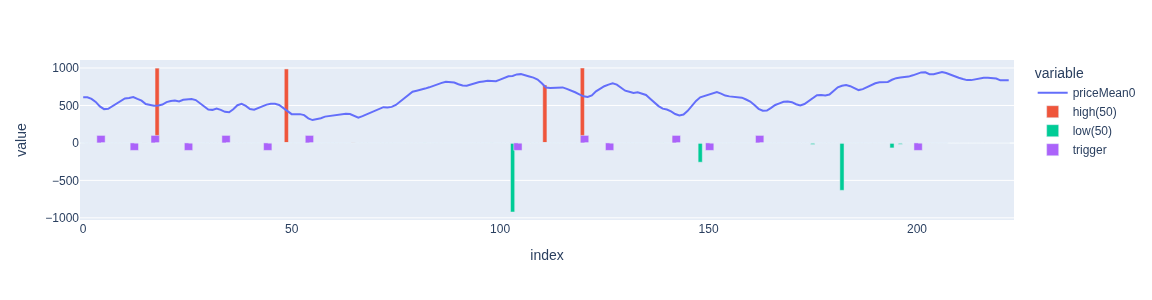 1000
500
0
−500
−1000
value
0
50
100
150
200
index
variable
priceMean0
high(50)
low(50)
trigger